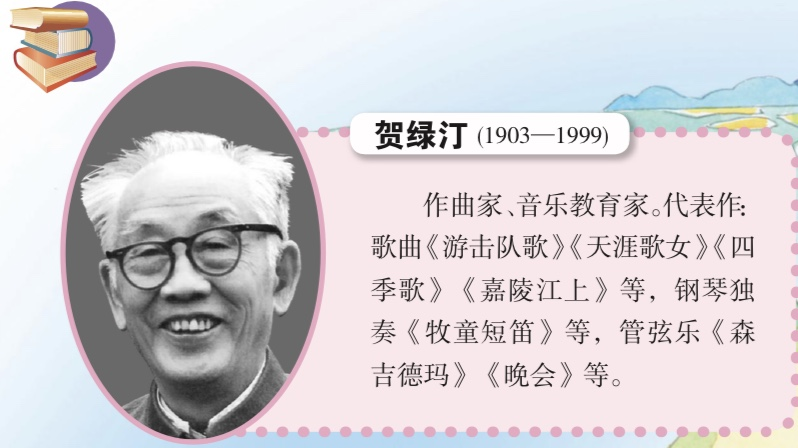 贺绿汀 (1903—1999)
作曲家、音乐教育家。代表作:
歌曲《游击队歌》《天涯歌女》《四
季歌》《嘉陵江上》等，钢琴独
奏《牧童短笛》等，管弦乐《森
吉德玛》《晚会》等。